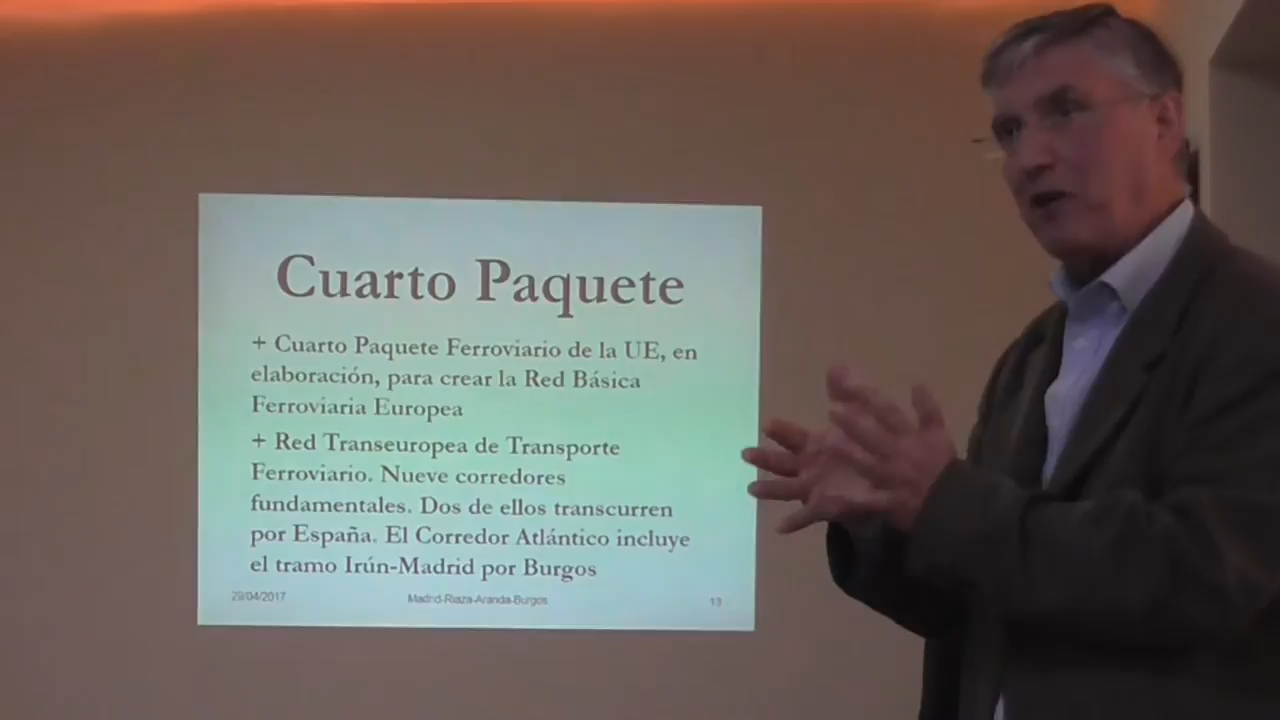 Cuarto Paquete
+ Cuarto Paquete Ferroviario de la UE, en
elaboración, para crear la Red Básica
Ferroviaria Europea
+ Red Transeuropea de Transporte
Ferroviario. Nueve corredores
fundamentales. Dos de ellos transcurren
por España. El Corredor Atlántico incluye
el tramo Irún-Madrid por Burgos
29/04/2017 Madrid-Riaza-Aranda-Burgos 13